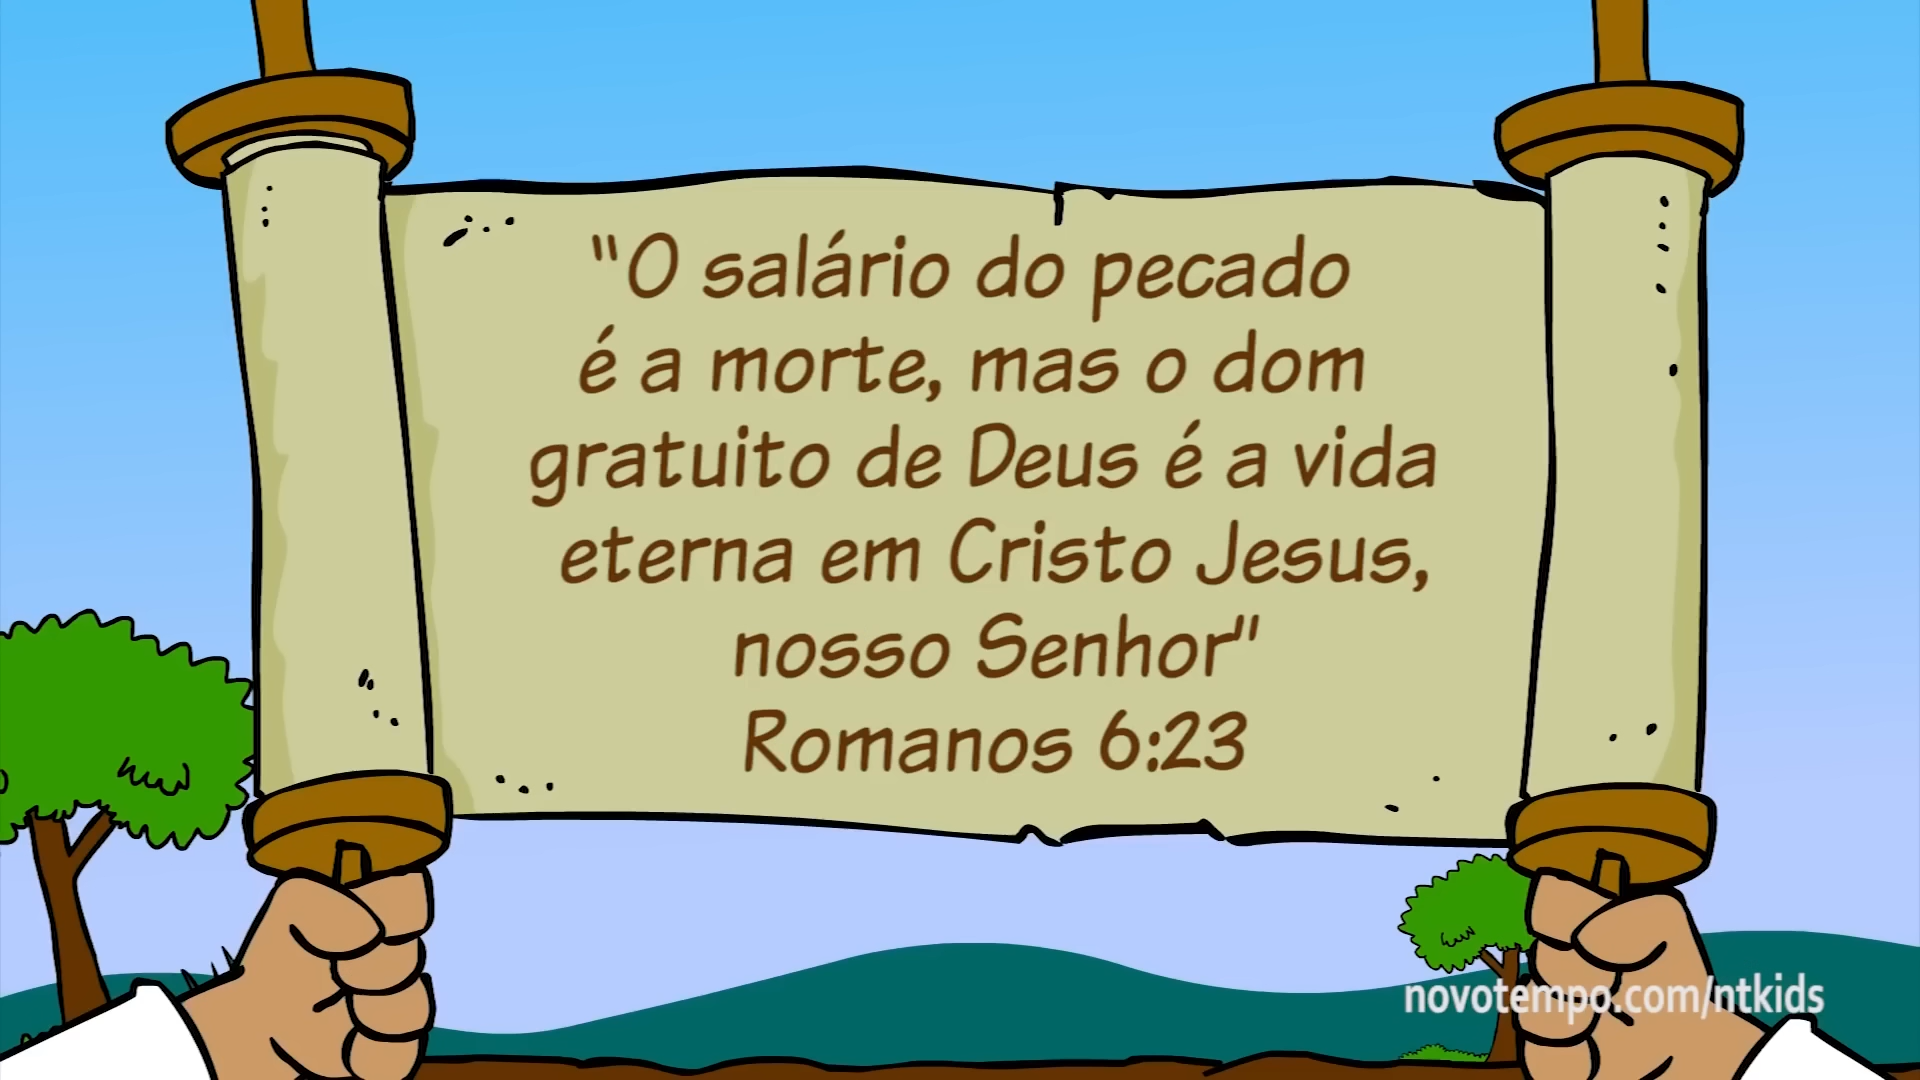 "O salário do pecado
é a morte, mas o dom
gratuito de Deus é a vida
eterna em Cristo Jesus,
nosso Senhor"
Romanos 6:23
novotempo.com/ntkids